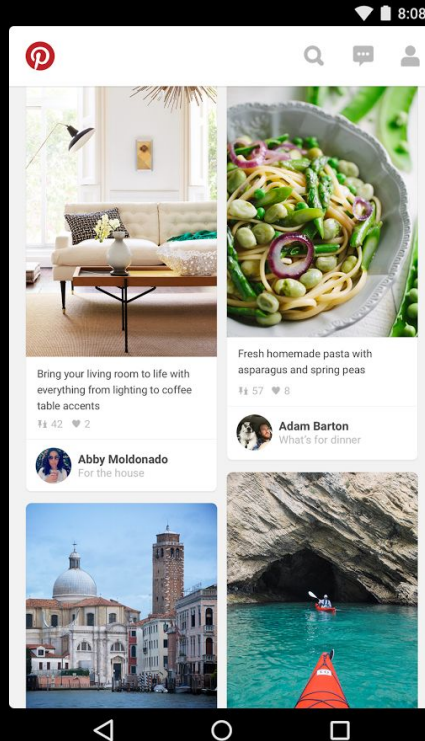 8:08
Bring your living room to life with
everything from lighting to coffee
table accents
42 2
Abby Moldonado
For the house
Fresh homemade pasta with
asparagus and spring peas
57 8
Adam Barton
What's for dinner